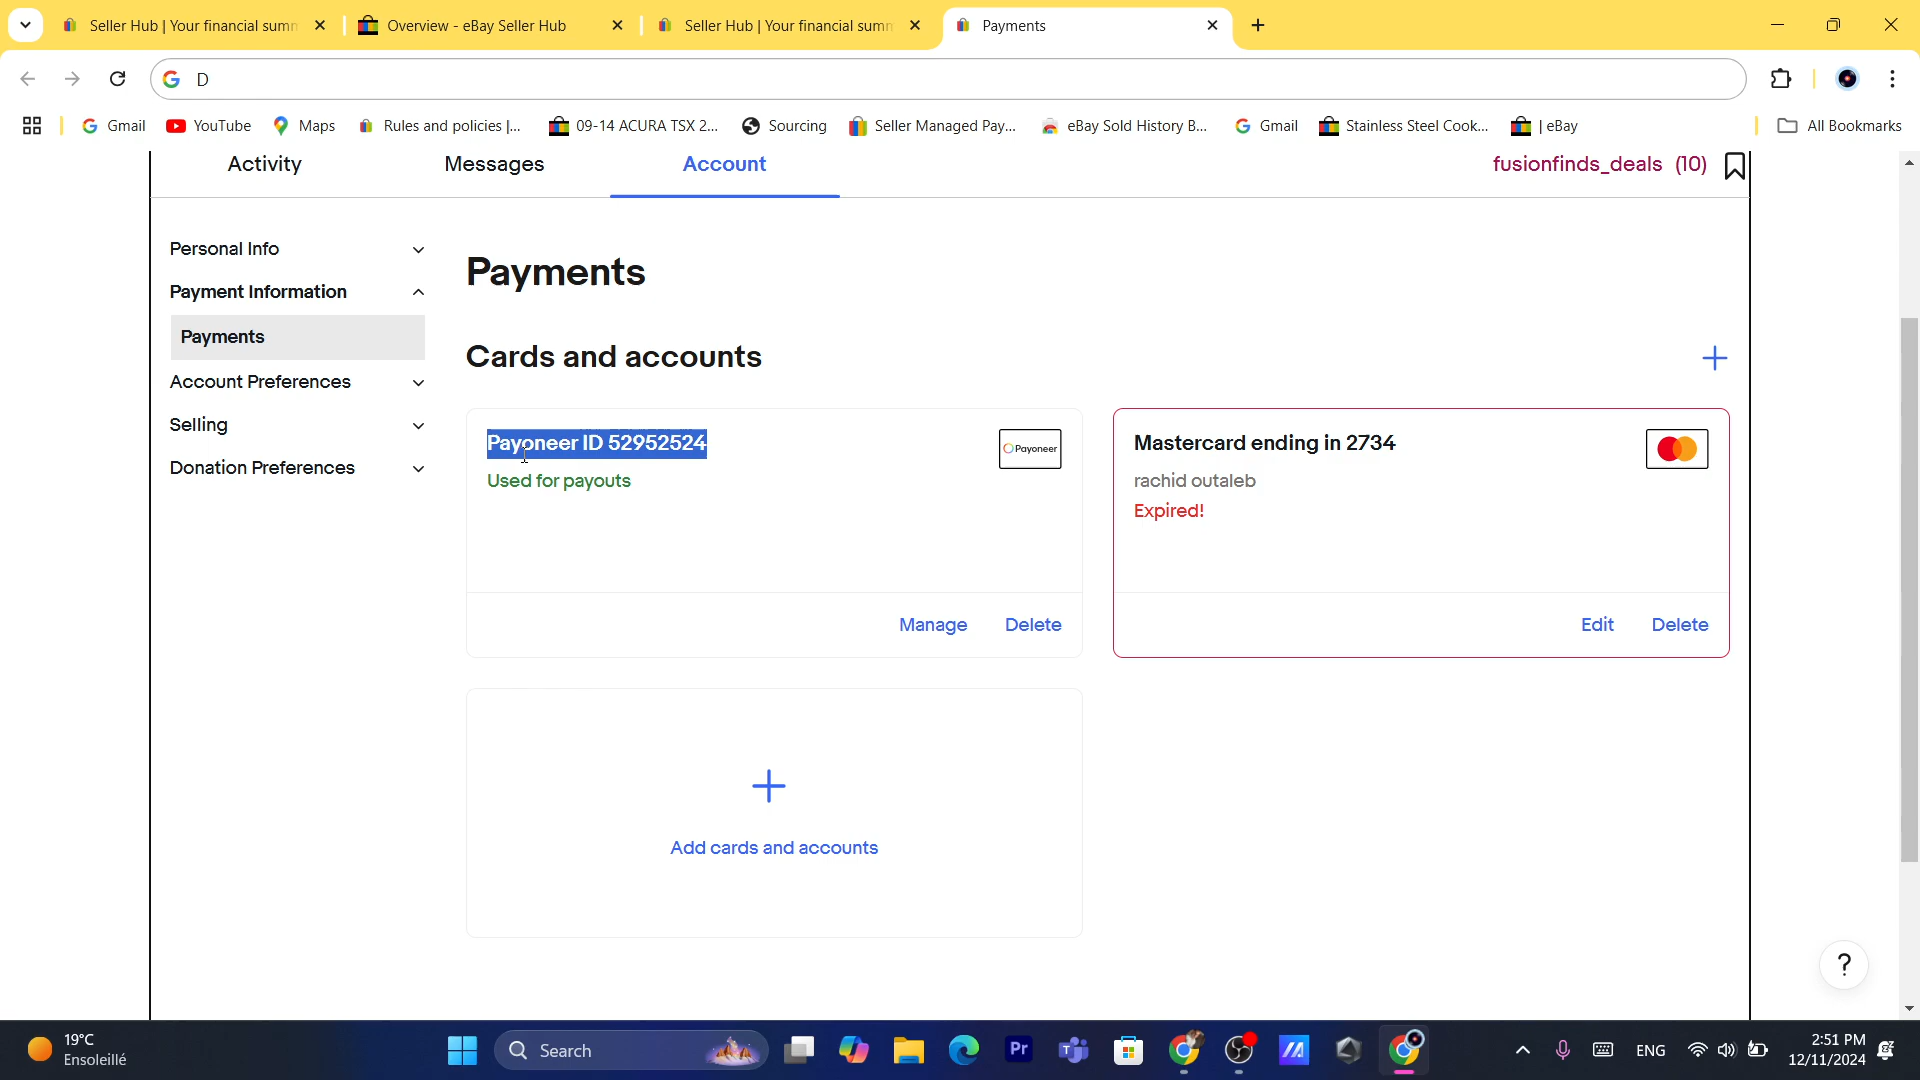 Seller Hub | Your financial summ
Overview - eBay Seller Hub
Seller Hub | Your financial summ
Payments
D
Gmail
YouTube
Maps
Rules and policies |...
09-14 ACURA TSX 2...
Sourcing
Seller Managed Pay...
eBay Sold History B...
Gmail
Stainless Steel Cook...
| eBay
All Bookmarks
Activity
Messages
Account
fusionfinds_deals (10)
Personal Info
Payment Information
Payments
Account Preferences
Selling
Donation Preferences
Payments
Cards and accounts
Payoneer ID 52952524
Payoneer
Used for payouts
Manage
Delete
Mastercard ending in 2734
rachid outaleb
Expired!
Edit
Delete
Add cards and accounts
?
19°C
Ensoleillé
Search
Pr
ENG
2:51 PM
12/11/2024